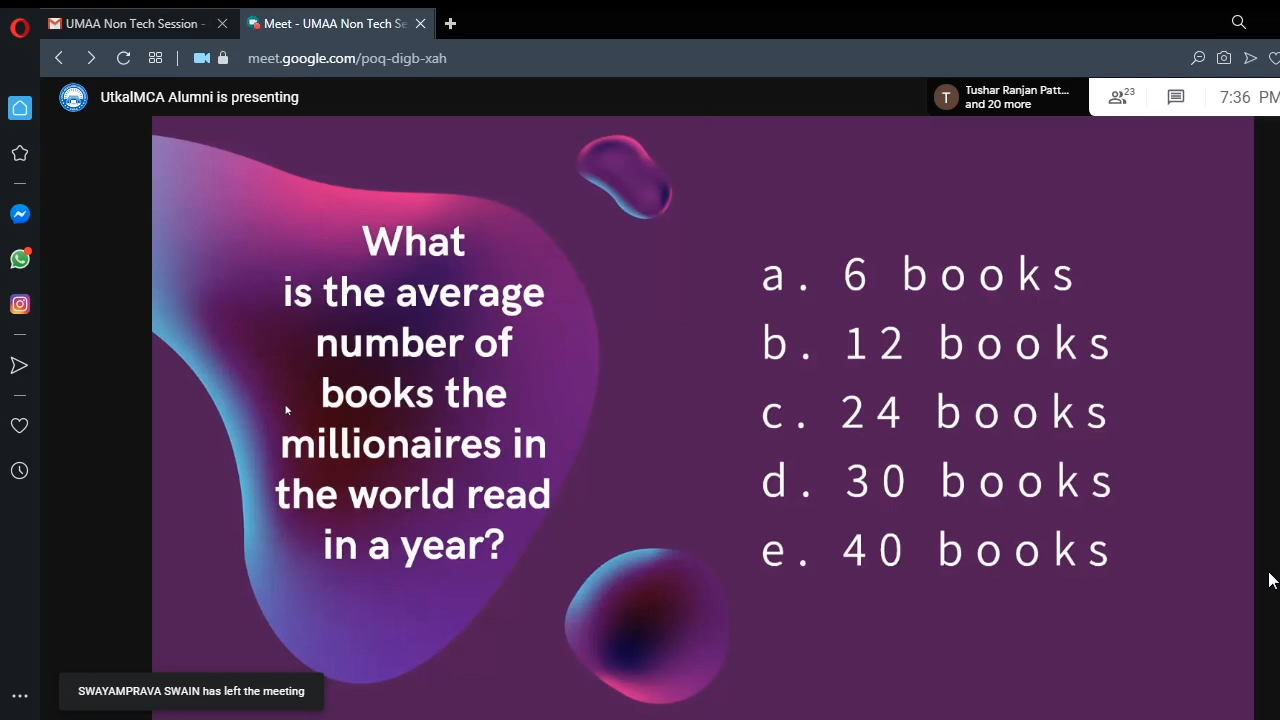 UMAA Non Tech Session -
Meet - UMAA Non Tech Se
meet.google.com/poq-digb-xah
UtkalMCA Alumni is presenting
T
Tushar Ranjan Patt...
and 20 more
23
7:36 PM
What
is the average
number of
books the
millionaires in
the world read
in a year?
a. 6 books
b. 12 books
c. 24 books
d. 30 books
e. 40 books
SWAYAMPRAVA SWAIN has left the meeting